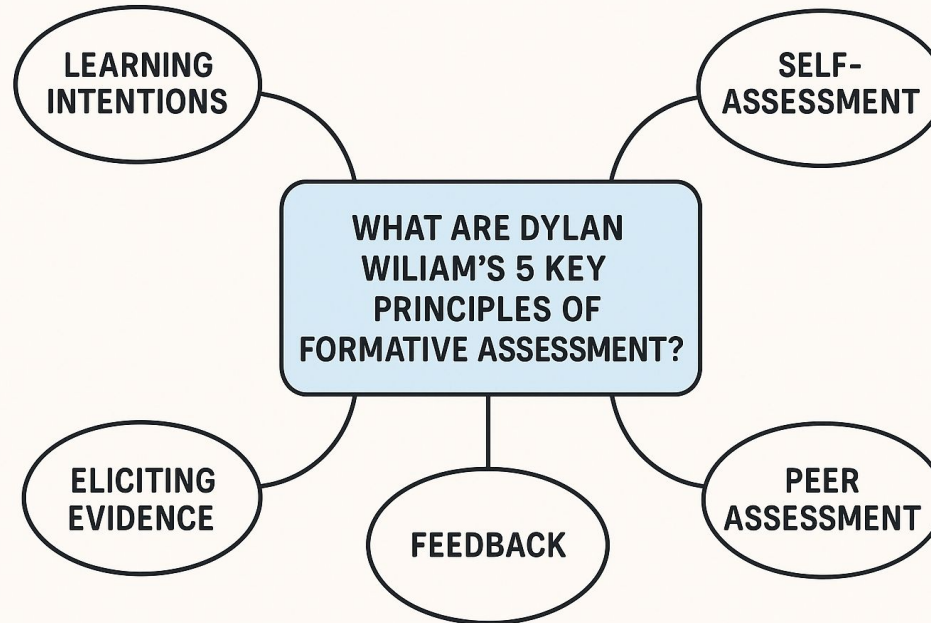 LEARNING
INTENTIONS
SELF-
ASSESSMENT
WHAT ARE DYLAN
WILIAM’S 5 KEY
PRINCIPLES OF
FORMATIVE ASSESSMENT?
ELICITING
EVIDENCE
FEEDBACK
PEER
ASSESSMENT